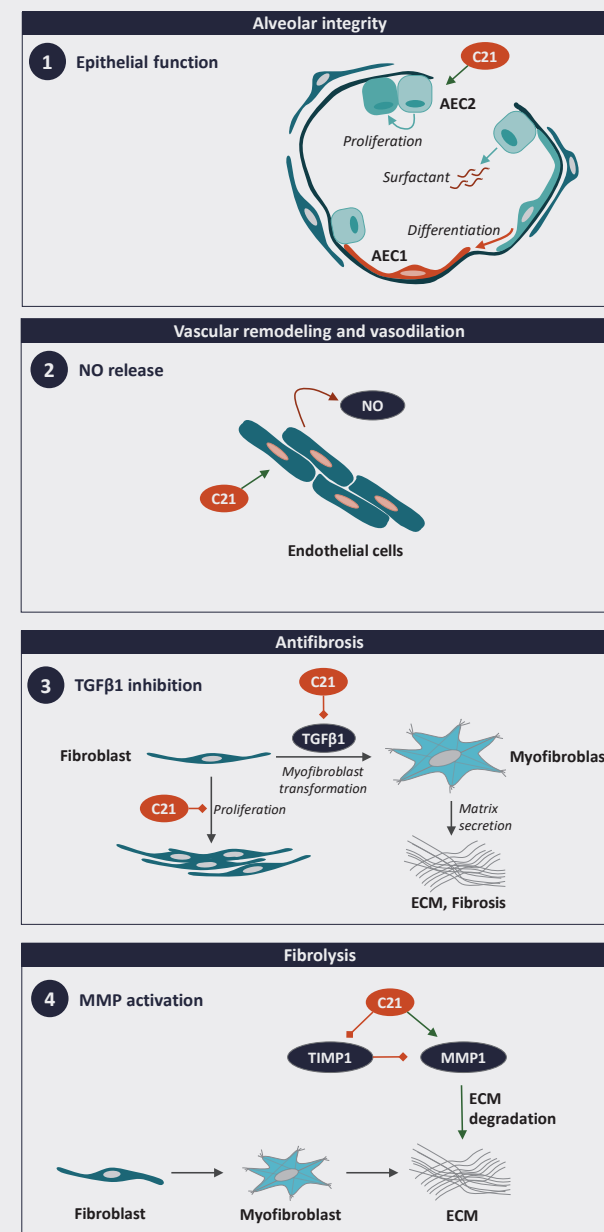 Alveolar integrity
1 Epithelial function
C21
AEC2
Proliferation
Surfactant
Differentiation
AEC1
Vascular remodeling and vasodilation
2 NO release
NO
C21
Endothelial cells
Antifibrosis
3 TGFβ1 inhibition
C21
TGFβ1
Fibroblast
Myofibroblas
Myofibroblast
transformation
C21
Proliferation
Matrix
secretion
ECM, Fibrosis
Fibrolysis
4 MMP activation
C21
TIMP1
MMP1
ECM
degradation
Fibroblast
Myofibroblast
ECM